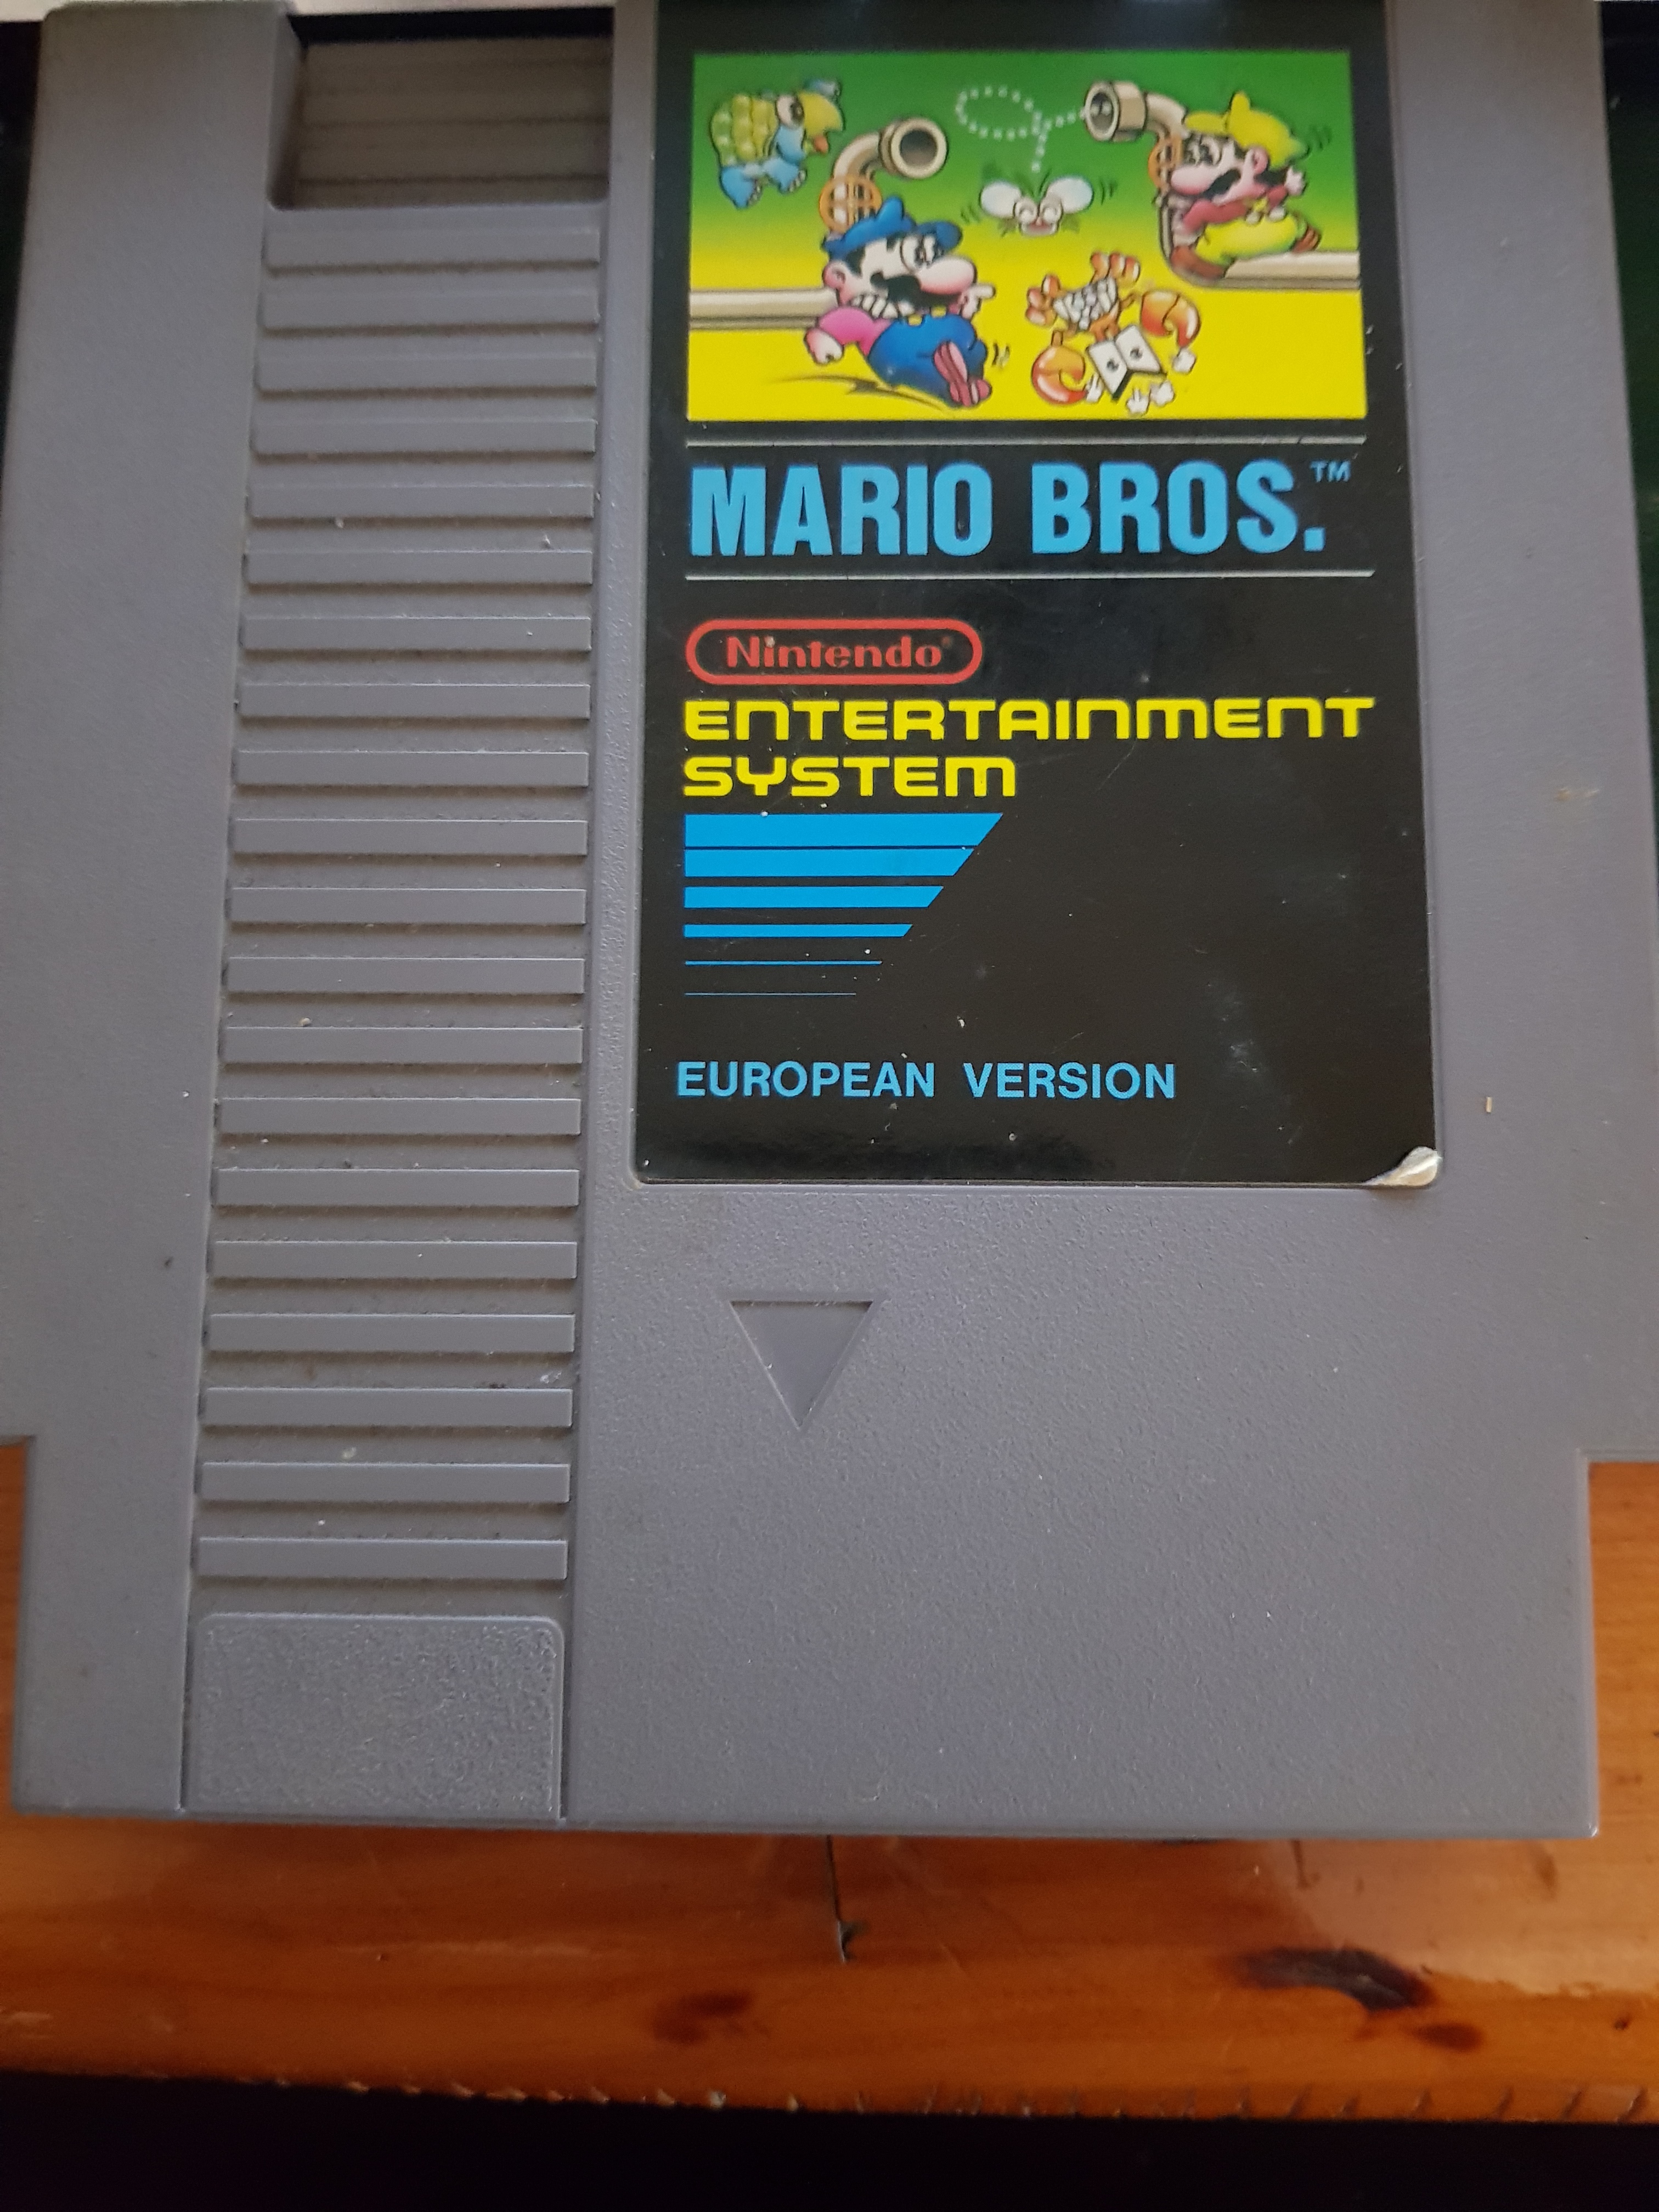 MARIO BROS.™
Nintendo®
ENTERTAINMENT
SYSTEM
EUROPEAN VERSION